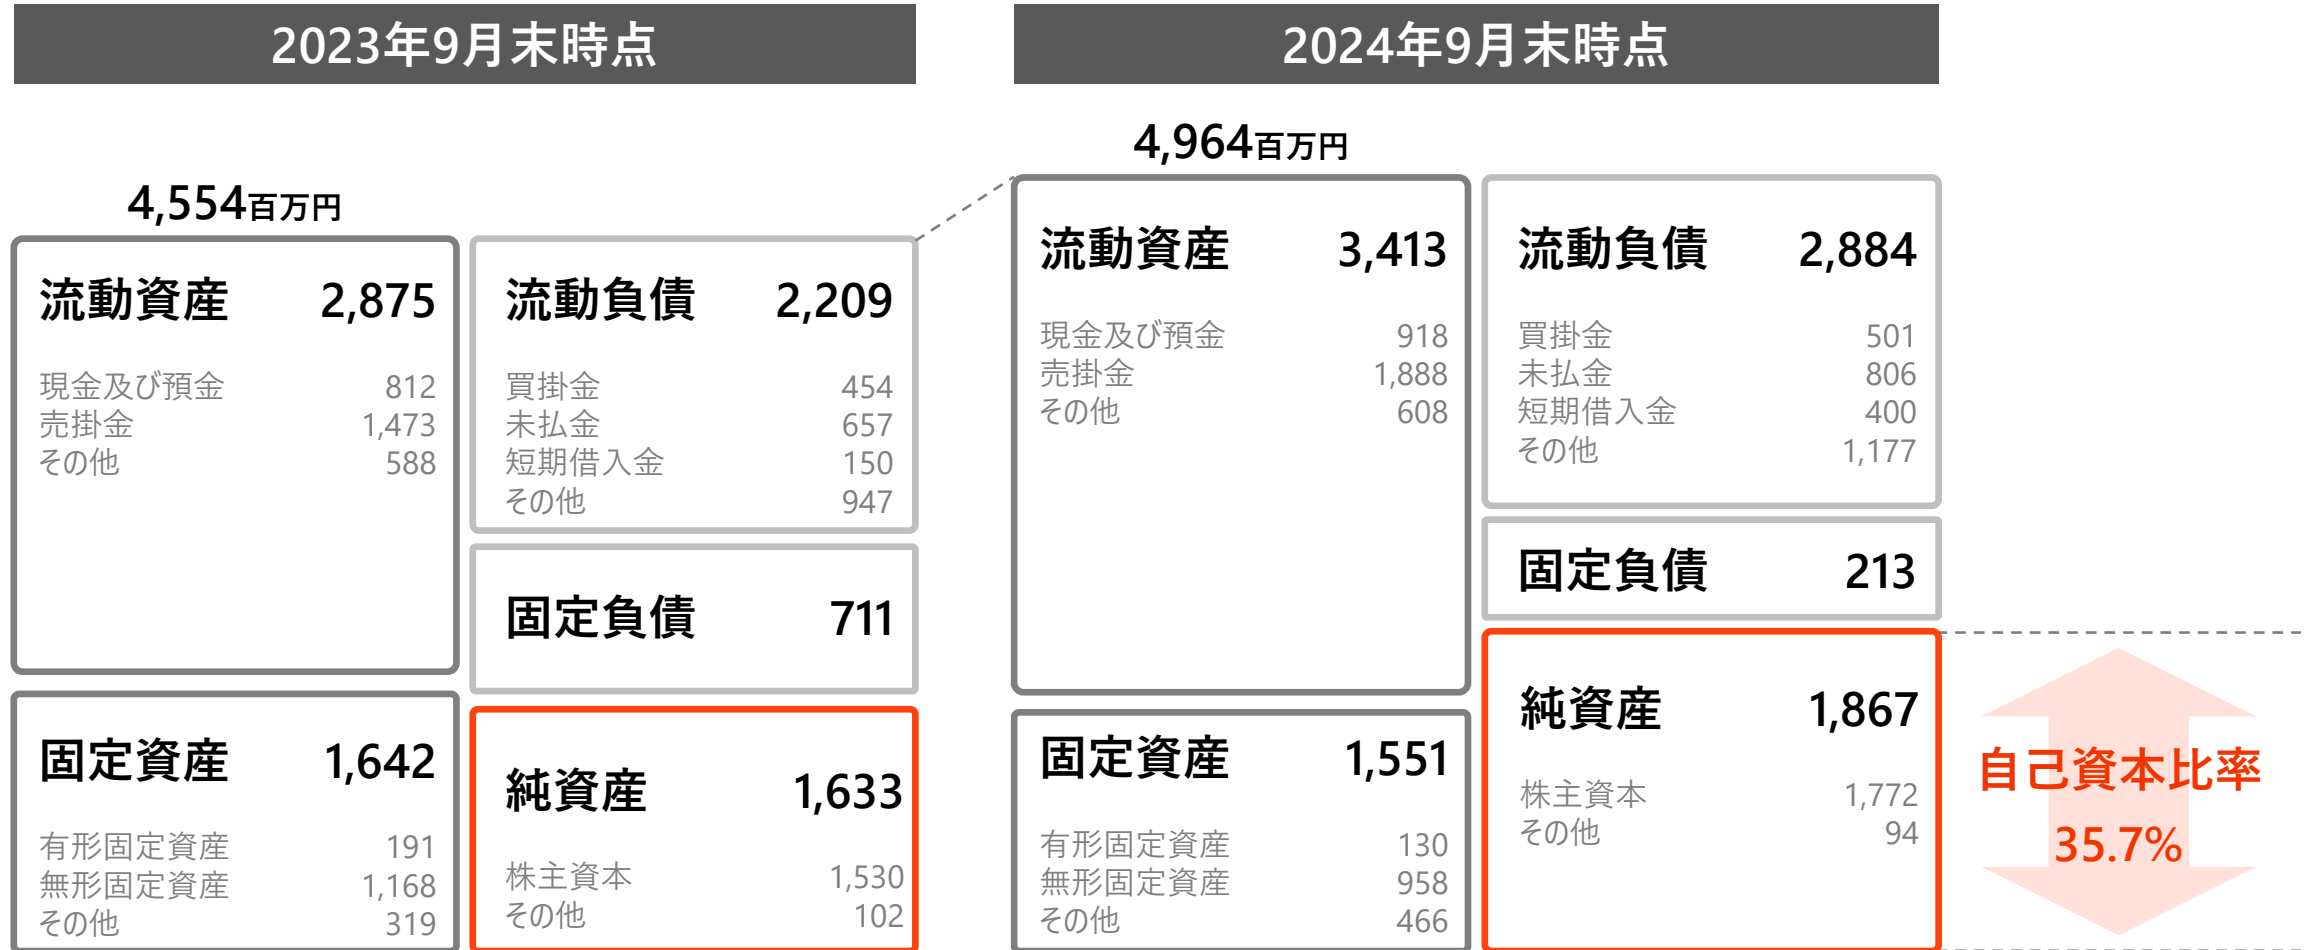 2023年9月末時点
4,554百万円
流動資産 2,875
現金及び預金 812
売掛金 1,473
その他 588
固定資産 1,642
有形固定資産 191
無形固定資産 1,168
その他 319
流動負債 2,209
買掛金 454
未払金 657
短期借入金 150
その他 947
固定負債 711
純資産 1,633
株主資本 1,530
その他 102
2024年9月末時点
4,964百万円
流動資産 3,413
現金及び預金 918
売掛金 1,888
その他 608
固定資産 1,551
有形固定資産 130
無形固定資産 958
その他 466
流動負債 2,884
買掛金 501
未払金 806
短期借入金 400
その他 1,177
固定負債 213
純資産 1,867
株主資本 1,772
その他 94
自己資本比率
35.7%